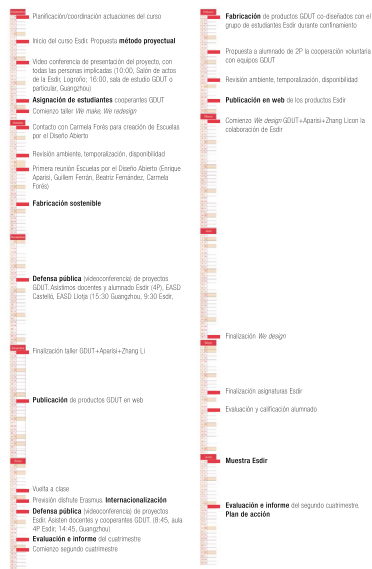 Planificación/coordinación actuaciones del curso
Inicio del curso Esdir. Propuesta método proyectual
Video conferencia de presentación del proyecto, con
todas las personas implicadas (10:00, Salón de actos
de la Esdir, Logroño; 16:00, sala de estudio GDUT o
particular, Guangzhou)
Asignación de estudiantes cooperantes GDUT
Comienzo taller We make, We redesign
Contacto con Carmela Forés para creación de Escuelas
por el Diseño Abierto
Revisión ambiente, temporalización, disponibilidad
Primera reunión Escuelas por el Diseño Abierto (Enrique
Aparisi, Guillem Ferrán, Beatriz Fernández, Carmela
Forés)
Fabricación sostenible
Defensa pública (videoconferencia) de proyectos
GDUT. Asistimos docentes y alumnado Esdir (4P), EASD
Castelló, EASD Llotja (15:30 Guangzhou, 9:30 Esdir,
Finalización taller GDUT+Aparisi+Zhang Li
Publicación de productos GDUT en web
Vuelta a clase
Previsión disfrute Erasmus. Internacionalización
Defensa pública (videoconferencia) de proyectos
Esdir. Asisten docentes y cooperantes GDUT. (8:45, aula
4P Esdir; 14:45, Guangzhou)
Evaluación e informe del cuatrimestre
Comienzo segundo cuatrimestre
Fabricación de productos GDUT co-diseñados con el
grupo de estudiantes Esdir durante confinamiento
Propuesta a alumnado de 2P la cooperación voluntaria
con equipos GDUT
Revisión ambiente, temporalización, disponibilidad
Publicación en web de los productos Esdir
Comienzo We design GDUT+Aparisi+Zhang Licon la
colaboración de Esdir
Finalización We design
Finalización asignaturas Esdir
Evaluación y calificación alumnado
Muestra Esdir
Evaluación e informe del segundo cuatrimestre.
Plan de acción